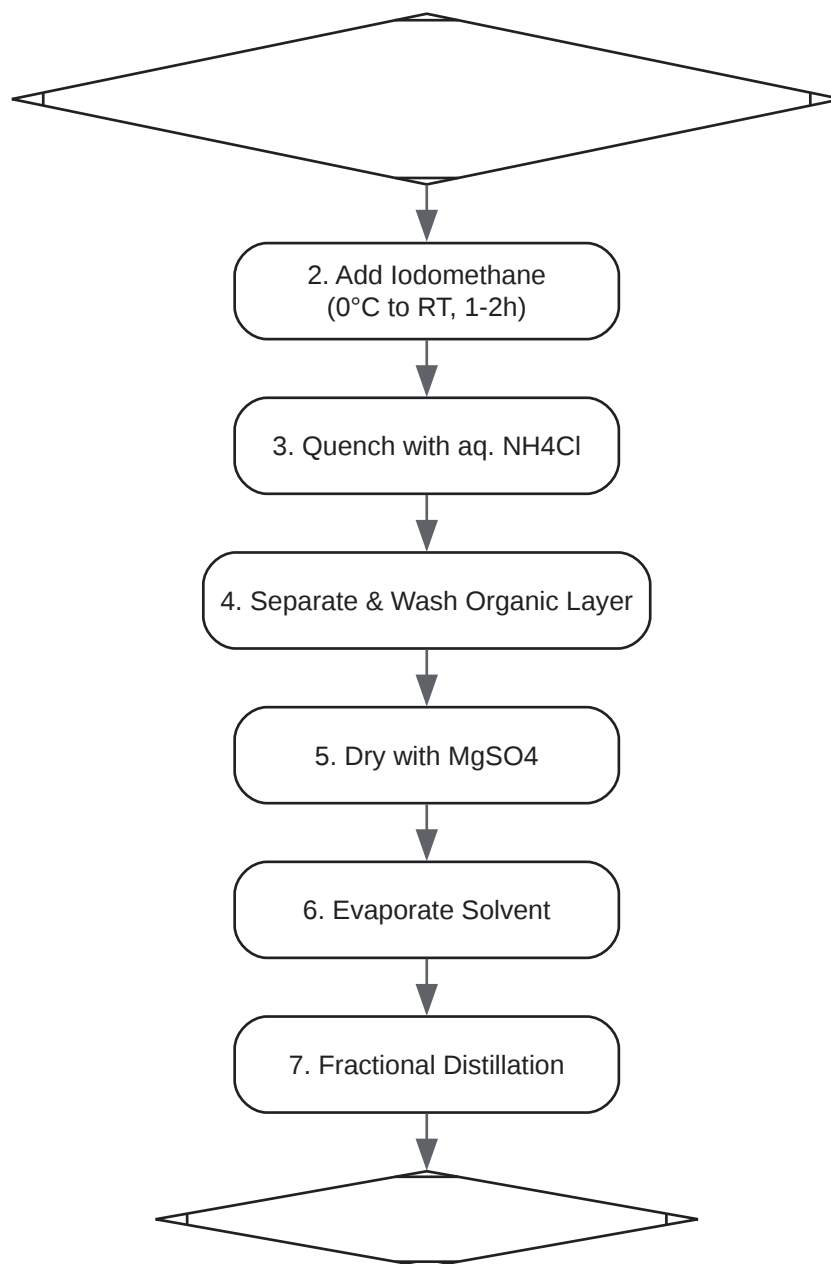 2. Add Iodomethane
(0°C to RT, 1-2h)
3. Quench with aq. NH4Cl
4. Separate & Wash Organic Layer
5. Dry with MgSO4
6. Evaporate Solvent
7. Fractional Distillation